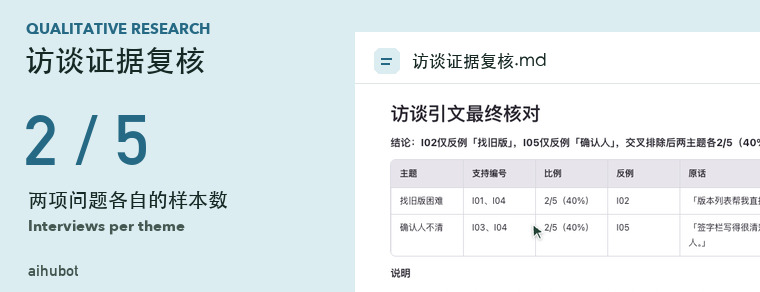 QUALITATIVE RESEARCH
访谈证据复核
2 / 5
两项问题各自的样本数
Interviews per theme
aihubot
访谈证据复核.md
访谈引文最终核对
结论：I02仅反例「找旧版」，I05仅反例「确认人」，交叉排除后两主题各2/5（40%
主题 支持编号 比例 反例 原话
找旧版困难 I01、I04 2/5（40%） I02 「版本列表帮我直
确认人不清 I03、I04 2/5（40%） I05 「签字栏写得很清
人。」
说明